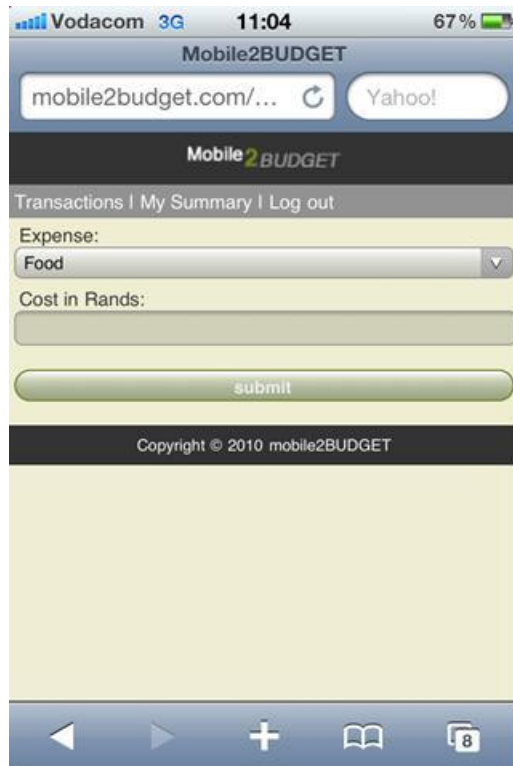 Vodacom 3G 11:04 67%
Mobile2BUDGET
mobile2budget.com/... Yahoo!
Mobile2BUDGET
Transactions | My Summary | Log out
Expense:
Food
Cost in Rands:
submit
Copyright © 2010 mobile2BUDGET
8